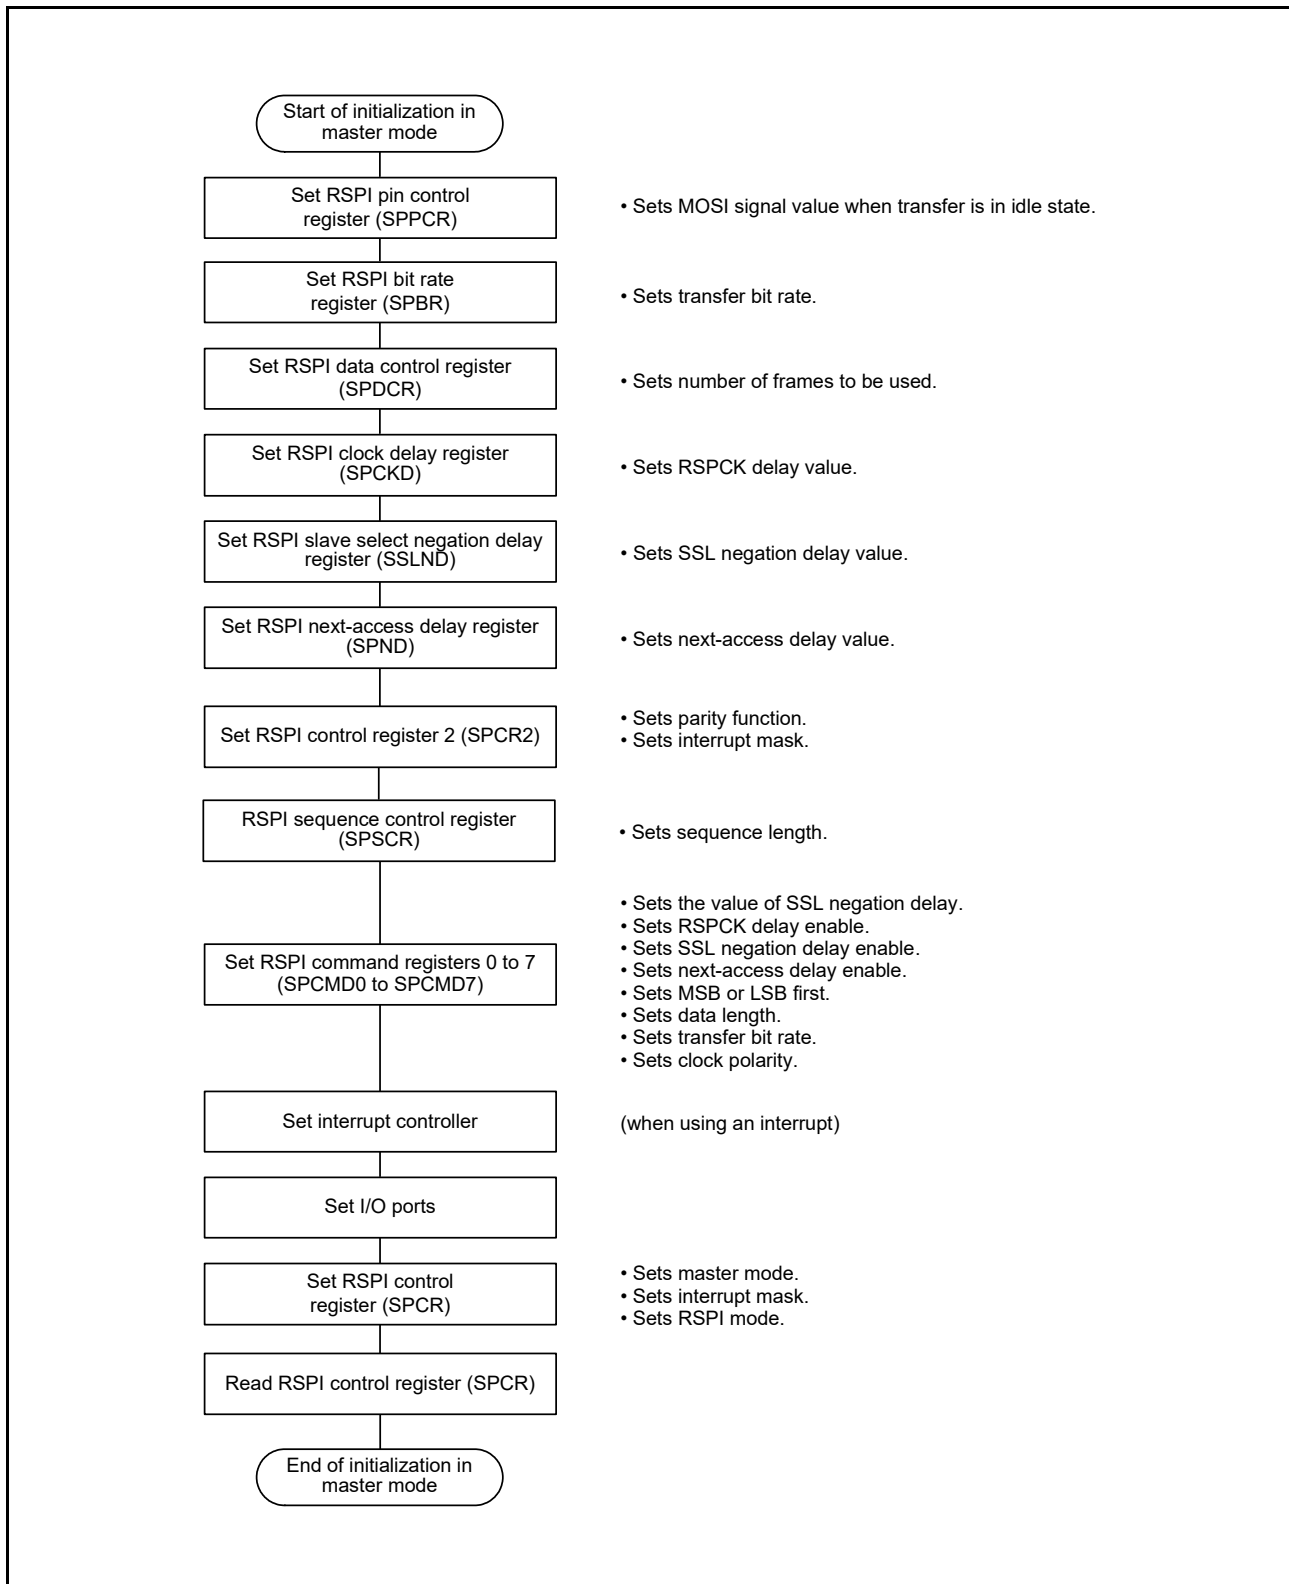 Start of initialization in
master mode
Set RSPI pin control
register (SPPCR)
• Sets MOSI signal value when transfer is in idle state.
Set RSPI bit rate
register (SPBR)
• Sets transfer bit rate.
Set RSPI data control register
(SPDCR)
• Sets number of frames to be used.
Set RSPI clock delay register
(SPCKD)
• Sets RSPCK delay value.
Set RSPI slave select negation delay
register (SSLND)
• Sets SSL negation delay value.
Set RSPI next-access delay register
(SPND)
• Sets next-access delay value.
Set RSPI control register 2 (SPCR2)
• Sets parity function.
• Sets interrupt mask.
RSPI sequence control register
(SPSCR)
• Sets sequence length.
Set RSPI command registers 0 to 7
(SPCMD0 to SPCMD7)
• Sets the value of SSL negation delay.
• Sets RSPCK delay enable.
• Sets SSL negation delay enable.
• Sets next-access delay enable.
• Sets MSB or LSB first.
• Sets data length.
• Sets transfer bit rate.
• Sets clock polarity.
Set interrupt controller
(when using an interrupt)
Set I/O ports
Set RSPI control
register (SPCR)
• Sets master mode.
• Sets interrupt mask.
• Sets RSPI mode.
Read RSPI control register (SPCR)
End of initialization in
master mode